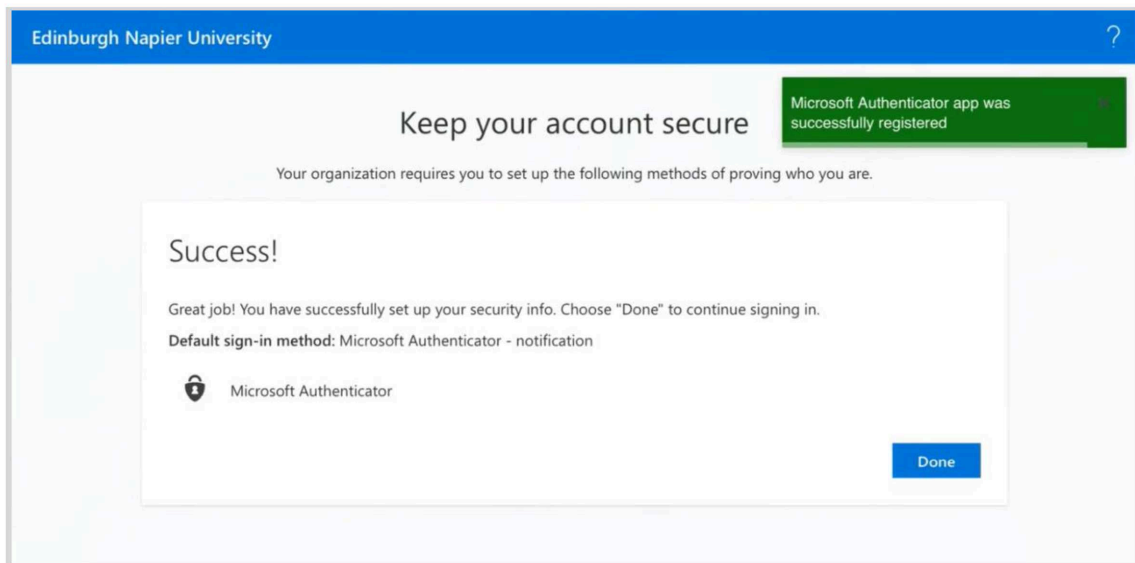 Edinburgh Napier University
?
Microsoft Authenticator app was
successfully registered
Keep your account secure
Your organization requires you to set up the following methods of proving who you are.
Success!
Great job! You have successfully set up your security info. Choose "Done" to continue signing in.
Default sign-in method: Microsoft Authenticator - notification
Microsoft Authenticator
Done